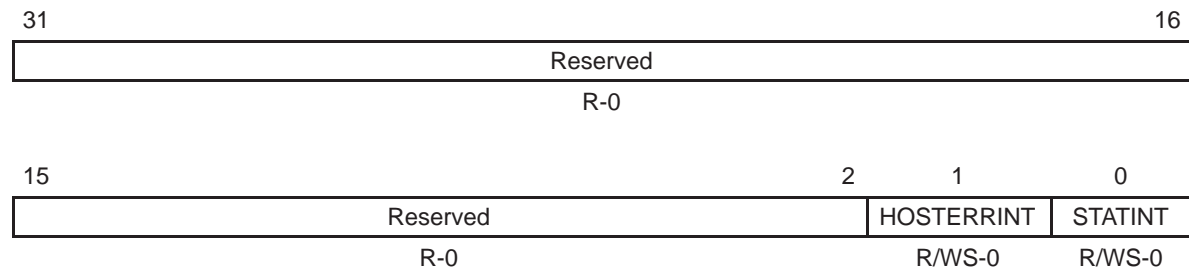 31 16
Reserved
R-0
15 2 1 0
Reserved HOSTERRINT STATINT
R-0 R/WS-0 R/WS-0